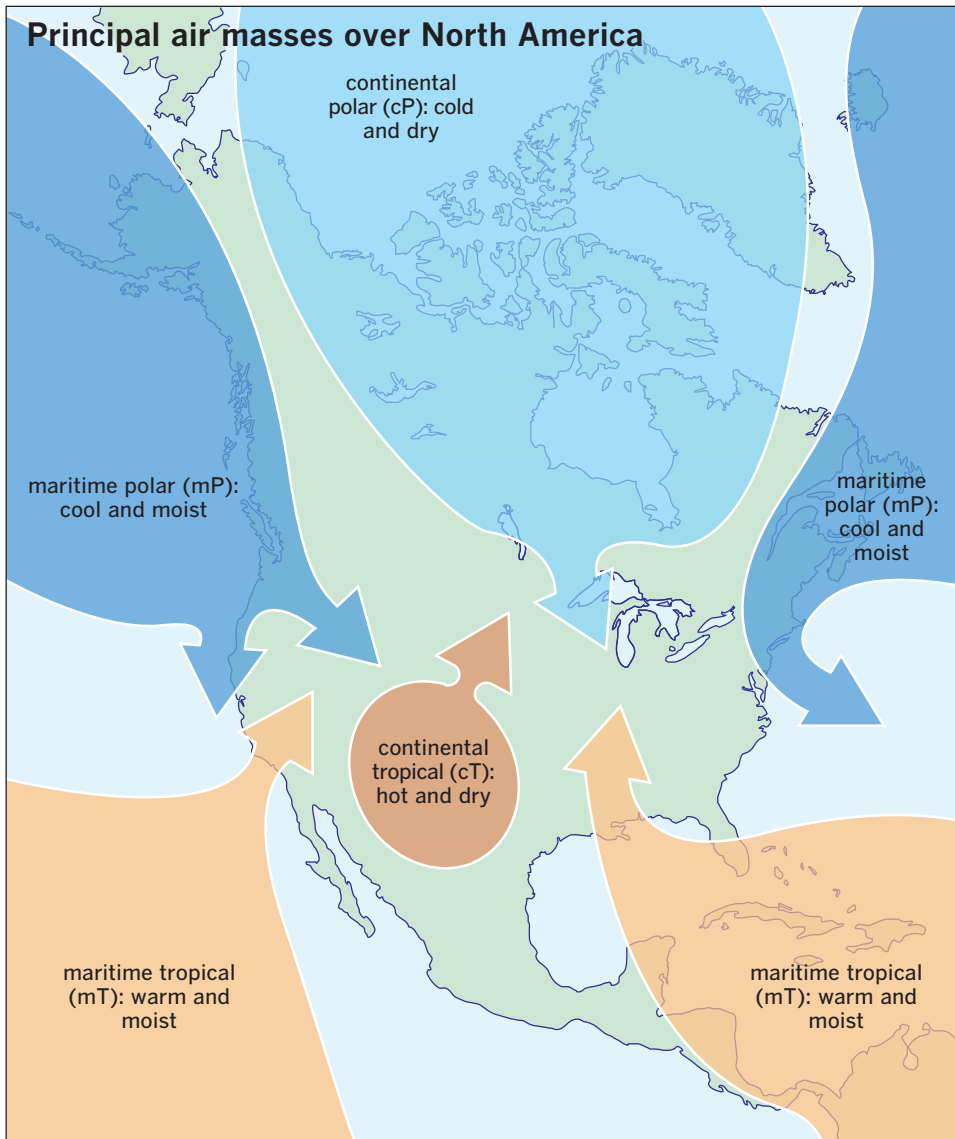 Principal air masses over North America
continental
polar (cP): cold
and dry
maritime polar (mP):
cool and moist
maritime
polar (mP):
cool and
moist
continental
tropical (cT):
hot and dry
maritime tropical
(mT): warm and
moist
maritime tropical
(mT): warm and
moist